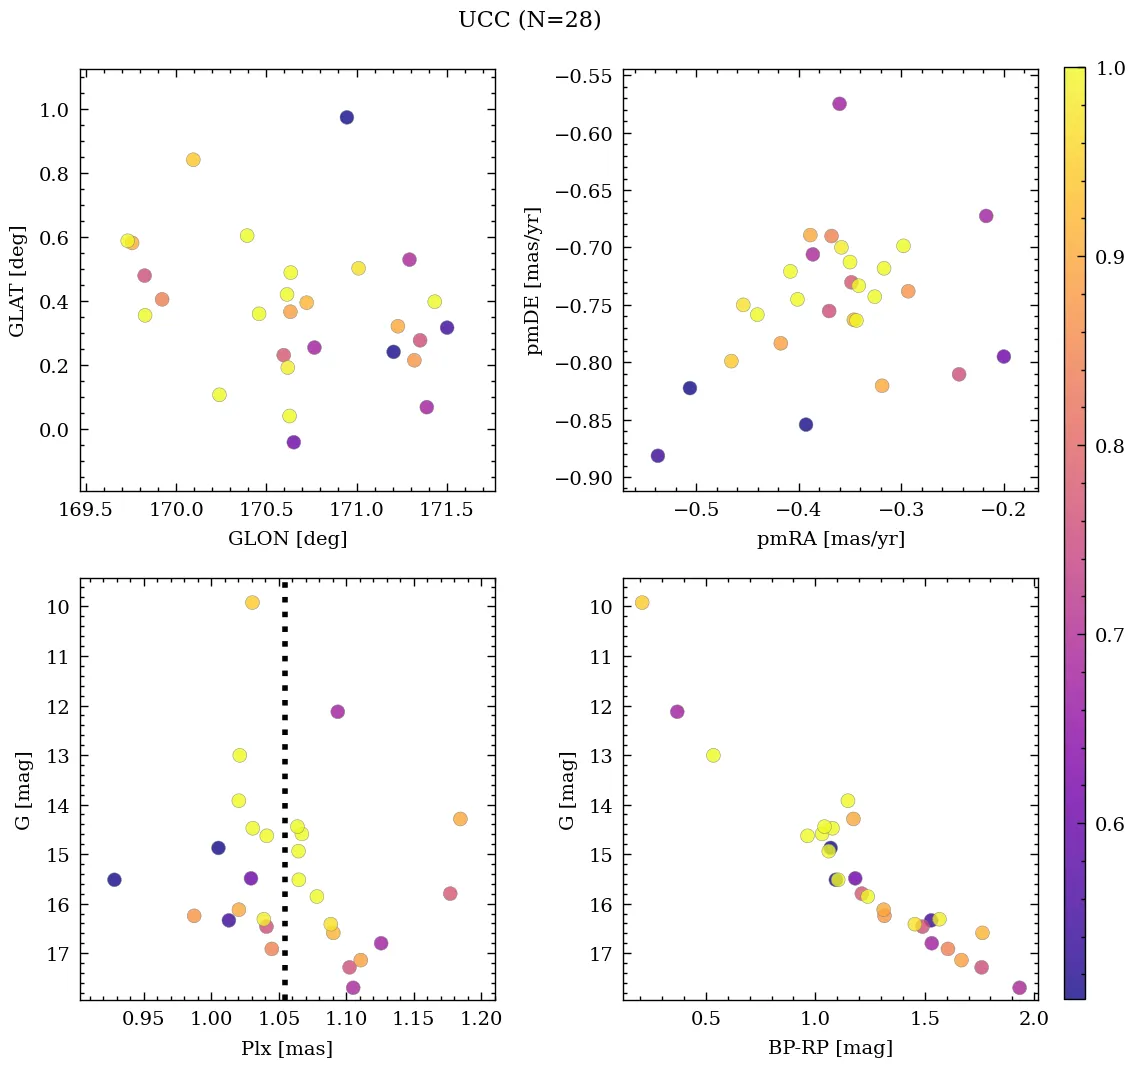 UCC (N=28)
1.0
0.8
0.6
0.4
0.2
0.0
GLAT [deg]
169.5 170.0 170.5 171.0 171.5
GLON [deg]
−0.55
−0.60
−0.65
−0.70
−0.75
−0.80
−0.85
−0.90
pmDE [mas/yr]
−0.5 −0.4 −0.3 −0.2
pmRA [mas/yr]
10
11
12
13
14
15
16
17
G [mag]
0.95 1.00 1.05 1.10 1.15 1.20
Plx [mas]
10
11
12
13
14
15
16
17
G [mag]
0.5 1.0 1.5 2.0
BP-RP [mag]
1.0
0.9
0.8
0.7
0.6